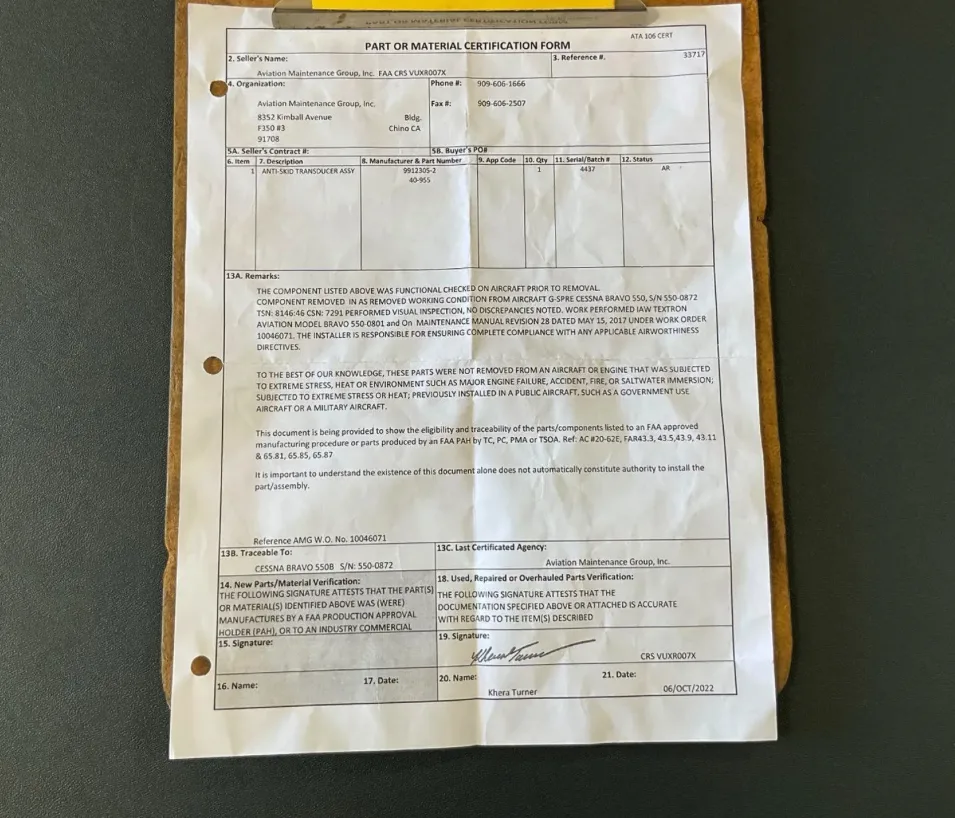 ATA 106 CERT
PART OR MATERIAL CERTIFICATION FORM
2. Seller's Name:
3. Reference #.
33717
Aviation Maintenance Group, Inc. FAA CRS VUXR007X
4. Organization:
Phone #: 909-606-1666
Aviation Maintenance Group, Inc.
Fax #: 909-606-2507
8352 Kimball Avenue Bldg.
F350 #3 Chino CA
91708
5A. Seller's Contract #:
5B. Buyer's PO#
6. Item 7. Description 8. Manufacturer & Part Number 9. App Code 10. Qty 11. Serial/Batch # 12. Status
1 ANTI-SKID TRANSDUCER ASSY 9912305-2 1 4437 AR
40-955
13A. Remarks:
THE COMPONENT LISTED ABOVE WAS FUNCTIONAL CHECKED ON AIRCRAFT PRIOR TO REMOVAL.
COMPONENT REMOVED IN AS REMOVED WORKING CONDITION FROM AIRCRAFT G-SPRE CESSNA BRAVO 550, S/N 550-0872
TSN: 8146:46 CSN: 7291 PERFORMED VISUAL INSPECTION, NO DISCREPANCIES NOTED. WORK PERFORMED IAW TEXTRON
AVIATION MODEL BRAVO 550-0801 and On MAINTENANCE MANUAL REVISION 28 DATED MAY 15, 2017 UNDER WORK ORDER
10046071. THE INSTALLER IS RESPONSIBLE FOR ENSURING COMPLETE COMPLIANCE WITH ANY APPLICABLE AIRWORTHINESS
DIRECTIVES.
TO THE BEST OF OUR KNOWLEDGE, THESE PARTS WERE NOT REMOVED FROM AN AIRCRAFT OR ENGINE THAT WAS SUBJECTED
TO EXTREME STRESS, HEAT OR ENVIRONMENT SUCH AS MAJOR ENGINE FAILURE, ACCIDENT, FIRE, OR SALTWATER IMMERSION;
SUBJECTED TO EXTREME STRESS OR HEAT; PREVIOUSLY INSTALLED IN A PUBLIC AIRCRAFT, SUCH AS A GOVERNMENT USE
AIRCRAFT OR A MILITARY AIRCRAFT.
This document is being provided to show the eligibility and traceability of the parts/components listed to an FAA approved
manufacturing procedure or parts produced by an FAA PAH by TC, PC, PMA or TSOA. Ref: AC #20-62E, FAR43.3, 43.5,43.9, 43.11
& 65.81, 65.85, 65.87
It is important to understand the existence of this document alone does not automatically constitute authority to install the
part/assembly.
Reference AMG W.O. No. 10046071
13B. Traceable To:
CESSNA BRAVO 550B S/N: 550-0872
13C. Last Certificated Agency:
Aviation Maintenance Group, Inc.
14. New Parts/Material Verification:
THE FOLLOWING SIGNATURE ATTESTS THAT THE PART(S)
OR MATERIAL(S) IDENTIFIED ABOVE WAS (WERE)
MANUFACTURES BY A FAA PRODUCTION APPROVAL
HOLDER (PAH), OR TO AN INDUSTRY COMMERCIAL
18. Used, Repaired or Overhauled Parts Verification:
THE FOLLOWING SIGNATURE ATTESTS THAT THE
DOCUMENTATION SPECIFIED ABOVE OR ATTACHED IS ACCURATE
WITH REGARD TO THE ITEM(S) DESCRIBED
15. Signature:
19. Signature:
Khera Turner
CRS VUXR007X
16. Name:
17. Date:
20. Name:
21. Date:
Khera Turner
06/OCT/2022